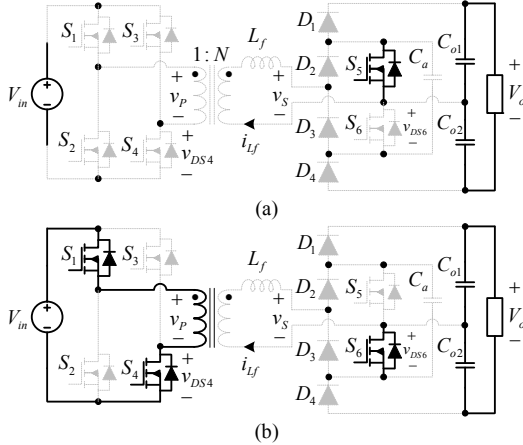 S1
S3
1:N
Lf
D1
D2
S5
Ca
Co1
Vin
+
vP
−
+
vS
−
+
Vo
−
S2
S4
+
vDS4
−
iLf
D3
S6
+
vDS6
−
Co2
D4
(a)
S1
S3
Lf
D1
D2
S5
Ca
Co1
Vin
+
vP
−
+
vS
−
+
Vo
−
S2
S4
+
vDS4
−
iLf
D3
S6
+
vDS6
−
Co2
D4
(b)